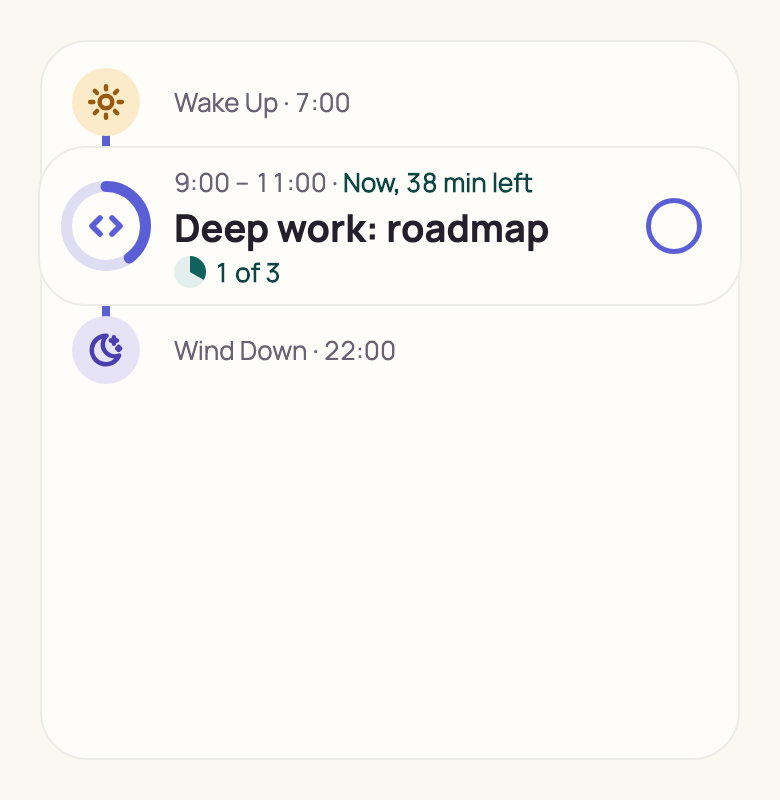 Wake Up · 7:00
9:00 – 11:00 · Now, 38 min left
Deep work: roadmap
1 of 3
Wind Down · 22:00